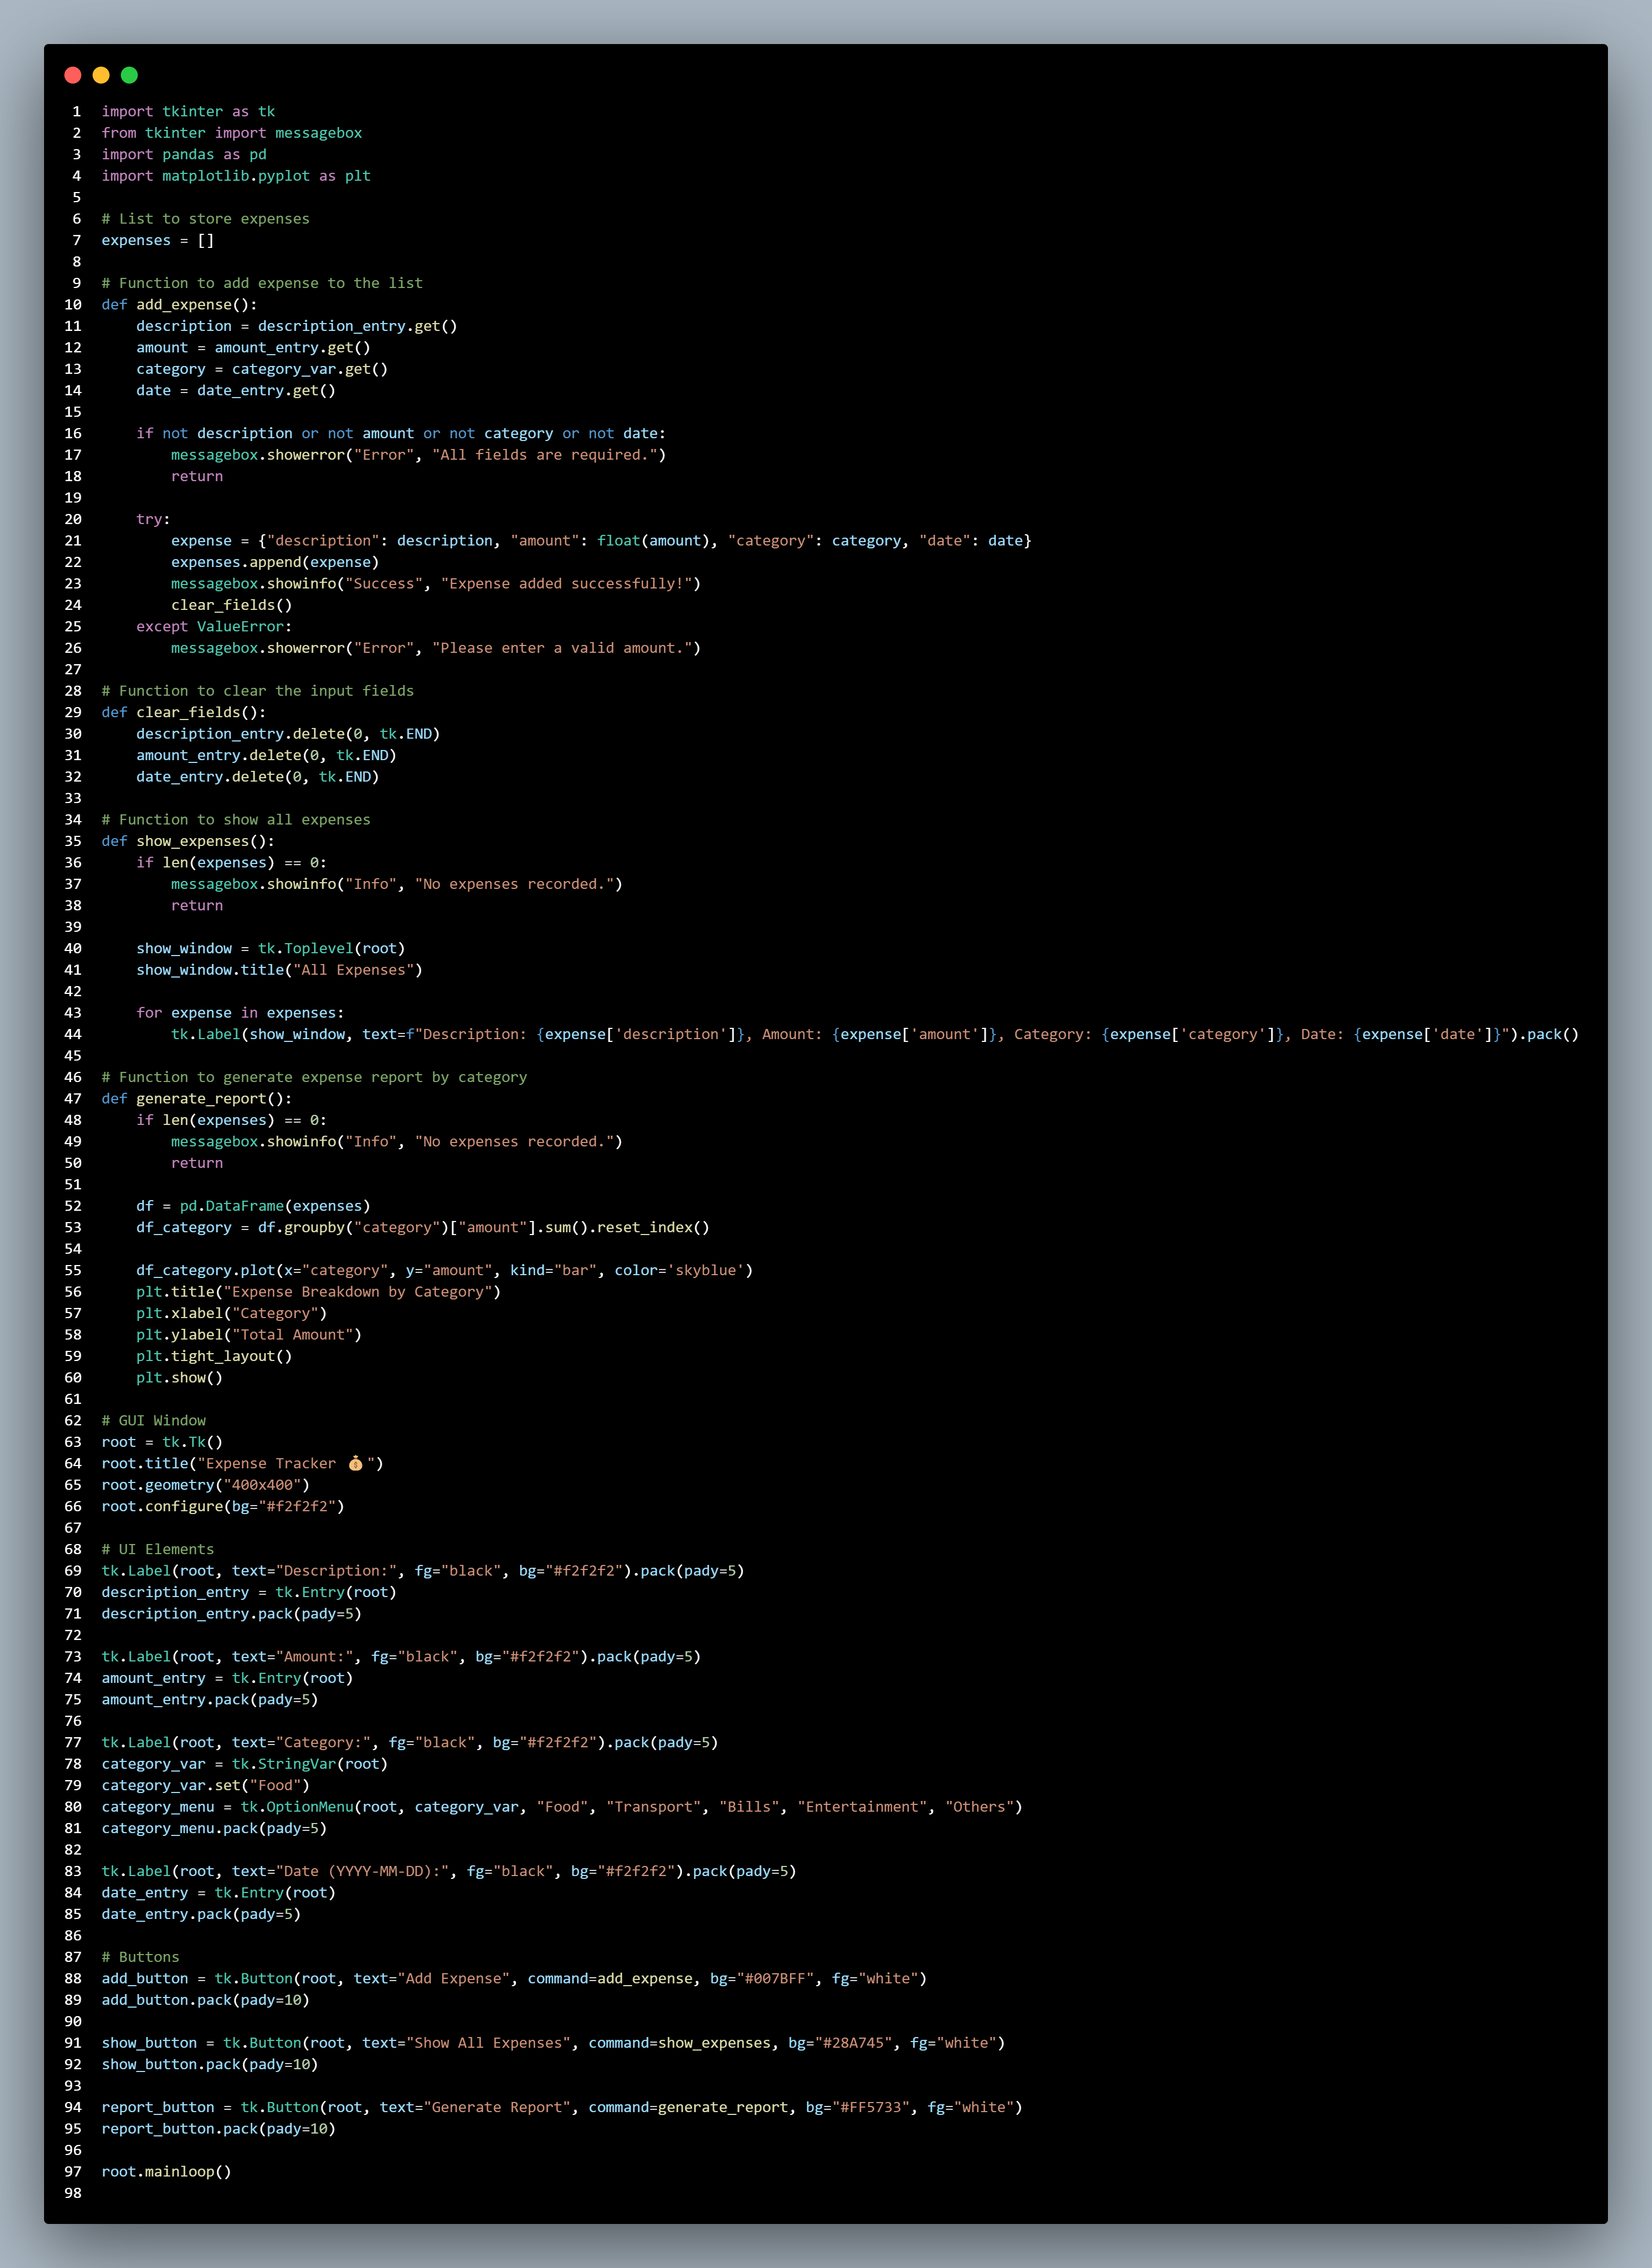 1 import tkinter as tk
2 from tkinter import messagebox
3 import pandas as pd
4 import matplotlib.pyplot as plt
5
6 # List to store expenses
7 expenses = []
8
9 # Function to add expense to the list
10 def add_expense():
11     description = description_entry.get()
12     amount = amount_entry.get()
13     category = category_var.get()
14     date = date_entry.get()
15
16     if not description or not amount or not category or not date:
17         messagebox.showerror("Error", "All fields are required.")
18         return
19
20     try:
21         expense = {"description": description, "amount": float(amount), "category": category, "date": date}
22         expenses.append(expense)
23         messagebox.showinfo("Success", "Expense added successfully!")
24         clear_fields()
25     except ValueError:
26         messagebox.showerror("Error", "Please enter a valid amount.")
27
28 # Function to clear the input fields
29 def clear_fields():
30     description_entry.delete(0, tk.END)
31     amount_entry.delete(0, tk.END)
32     date_entry.delete(0, tk.END)
33
34 # Function to show all expenses
35 def show_expenses():
36     if len(expenses) == 0:
37         messagebox.showinfo("Info", "No expenses recorded.")
38         return
39
40     show_window = tk.Toplevel(root)
41     show_window.title("All Expenses")
42
43     for expense in expenses:
44         tk.Label(show_window, text=f"Description: {expense['description']}, Amount: {expense['amount']}, Category: {expense['category']}, Date: {expense['date']}").pack()
45
46 # Function to generate expense report by category
47 def generate_report():
48     if len(expenses) == 0:
49         messagebox.showinfo("Info", "No expenses recorded.")
50         return
51
52     df = pd.DataFrame(expenses)
53     df_category = df.groupby("category")["amount"].sum().reset_index()
54
55     df_category.plot(x="category", y="amount", kind="bar", color='skyblue')
56     plt.title("Expense Breakdown by Category")
57     plt.xlabel("Category")
58     plt.ylabel("Total Amount")
59     plt.tight_layout()
60     plt.show()
61
62 # GUI Window
63 root = tk.Tk()
64 root.title("Expense Tracker 💰")
65 root.geometry("400x400")
66 root.configure(bg="#f2f2f2")
67
68 # UI Elements
69 tk.Label(root, text="Description:", fg="black", bg="#f2f2f2").pack(pady=5)
70 description_entry = tk.Entry(root)
71 description_entry.pack(pady=5)
72
73 tk.Label(root, text="Amount:", fg="black", bg="#f2f2f2").pack(pady=5)
74 amount_entry = tk.Entry(root)
75 amount_entry.pack(pady=5)
76
77 tk.Label(root, text="Category:", fg="black", bg="#f2f2f2").pack(pady=5)
78 category_var = tk.StringVar(root)
79 category_var.set("Food")
80 category_menu = tk.OptionMenu(root, category_var, "Food", "Transport", "Bills", "Entertainment", "Others")
81 category_menu.pack(pady=5)
82
83 tk.Label(root, text="Date (YYYY-MM-DD):", fg="black", bg="#f2f2f2").pack(pady=5)
84 date_entry = tk.Entry(root)
85 date_entry.pack(pady=5)
86
87 # Buttons
88 add_button = tk.Button(root, text="Add Expense", command=add_expense, bg="#007BFF", fg="white")
89 add_button.pack(pady=10)
90
91 show_button = tk.Button(root, text="Show All Expenses", command=show_expenses, bg="#28A745", fg="white")
92 show_button.pack(pady=10)
93
94 report_button = tk.Button(root, text="Generate Report", command=generate_report, bg="#FF5733", fg="white")
95 report_button.pack(pady=10)
96
97 root.mainloop()
98